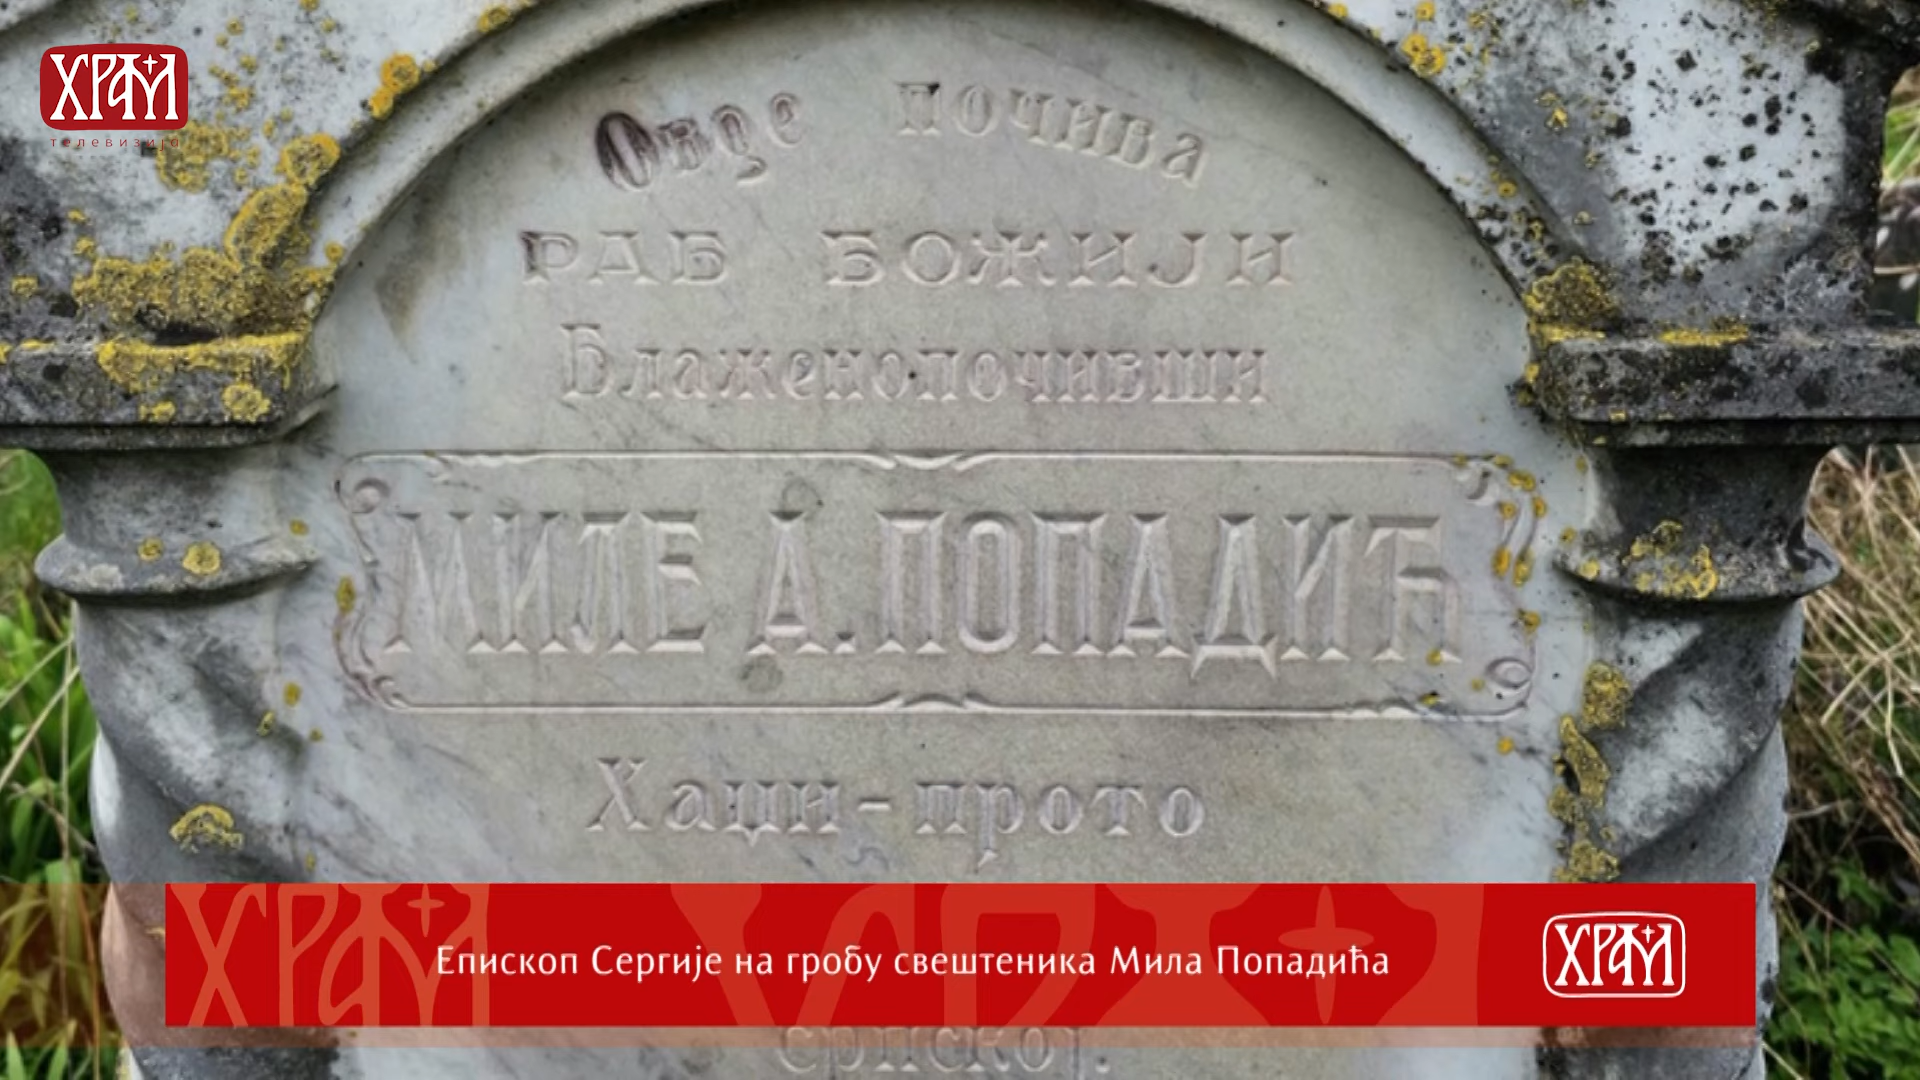 ХРАМ
телевизија
Овде почива
РАБ БОЖИЈИ
Блаженопочивши
МИЛЕ А. ПОПАДИЋ
Хаџи-прото
Епископ Сергије на гробу свештеника Мила Попадића
ХРАМ
српској.